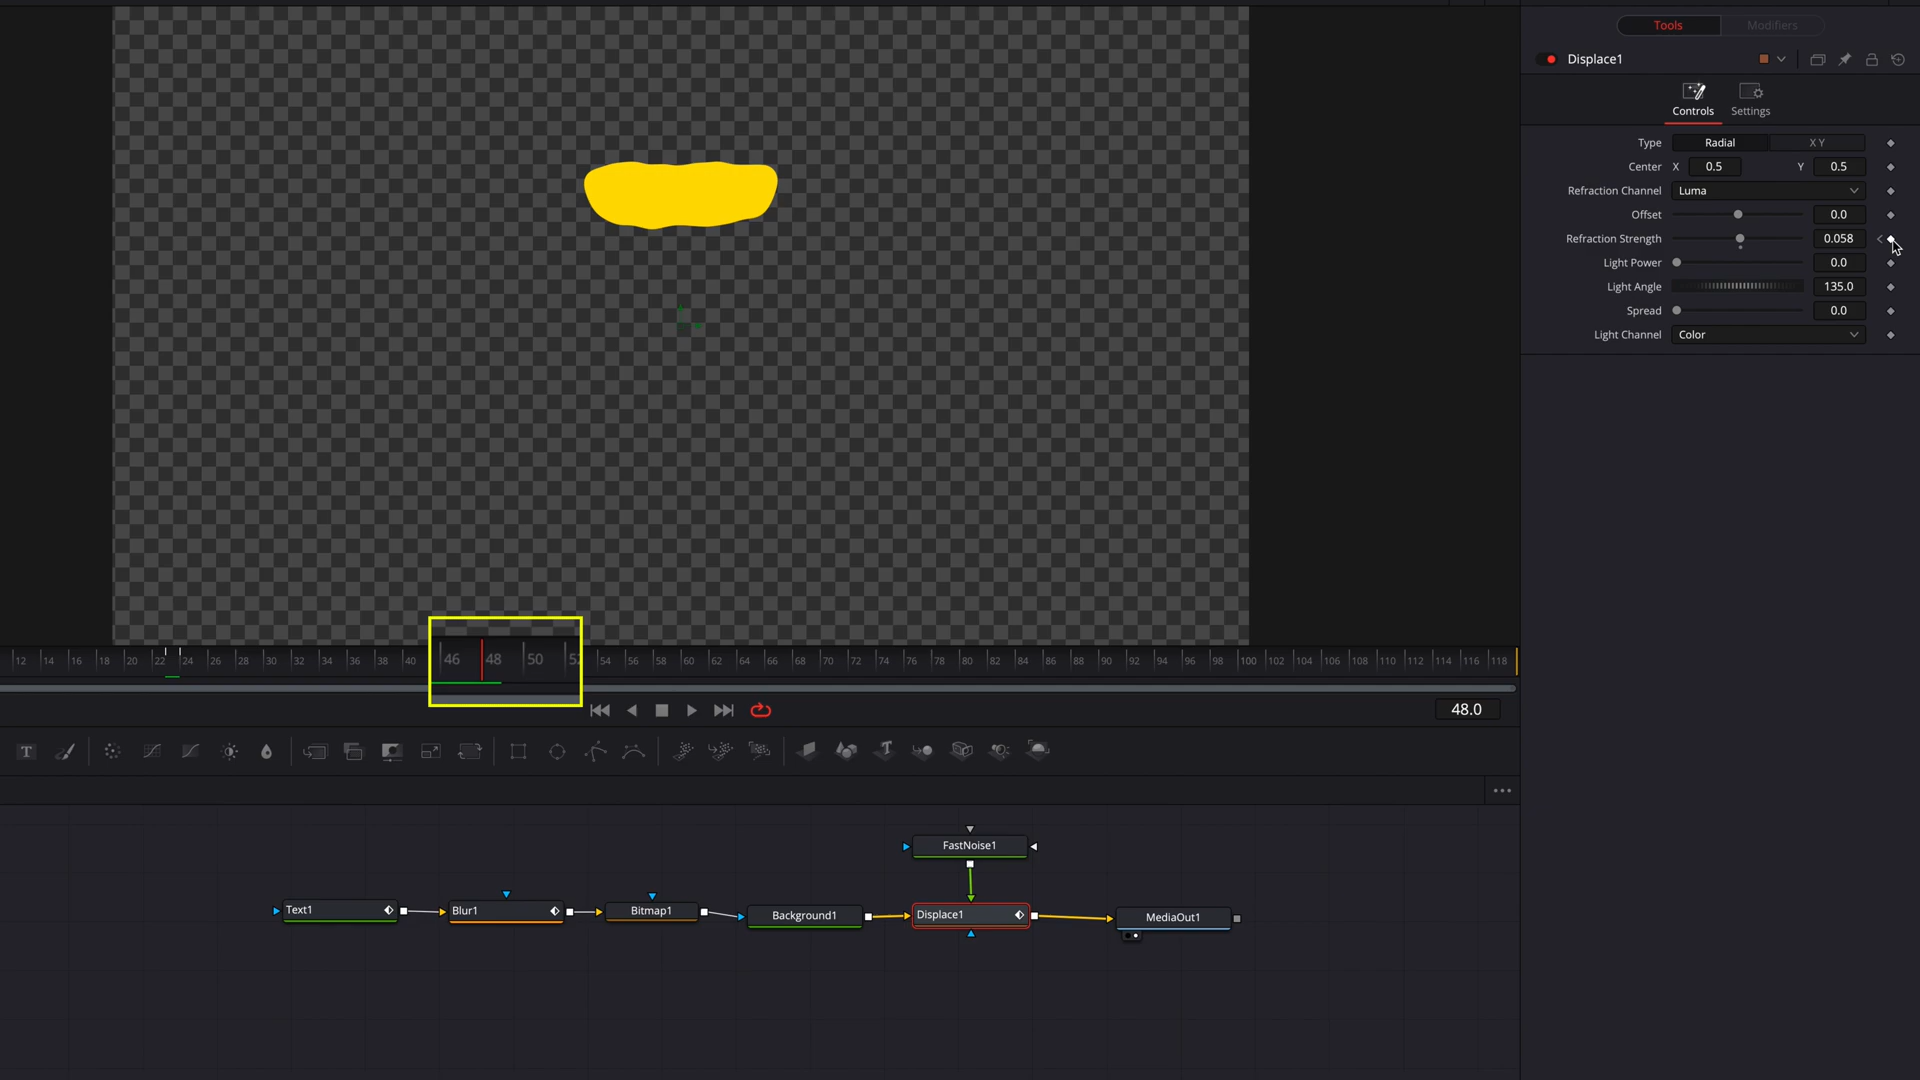 Tools Modifiers
Displace1
Controls Settings
Type Radial X Y
Center X 0.5 Y 0.5
Refraction Channel Luma
Offset 0.0
Refraction Strength 0.058
Light Power 0.0
Light Angle 135.0
Spread 0.0
Light Channel Color
12 14 16 18 20 22 24 26 28 30 32 34 36 38 40 46 48 50 52 54 56 58 60 62 64 66 68 70 72 74 76 78 80 82 84 86 88 90 92 94 96 98 100 102 104 106 108 110 112 114 116 118
48.0
T
FastNoise1
Text1 Blur1 Bitmap1 Background1 Displace1 MediaOut1